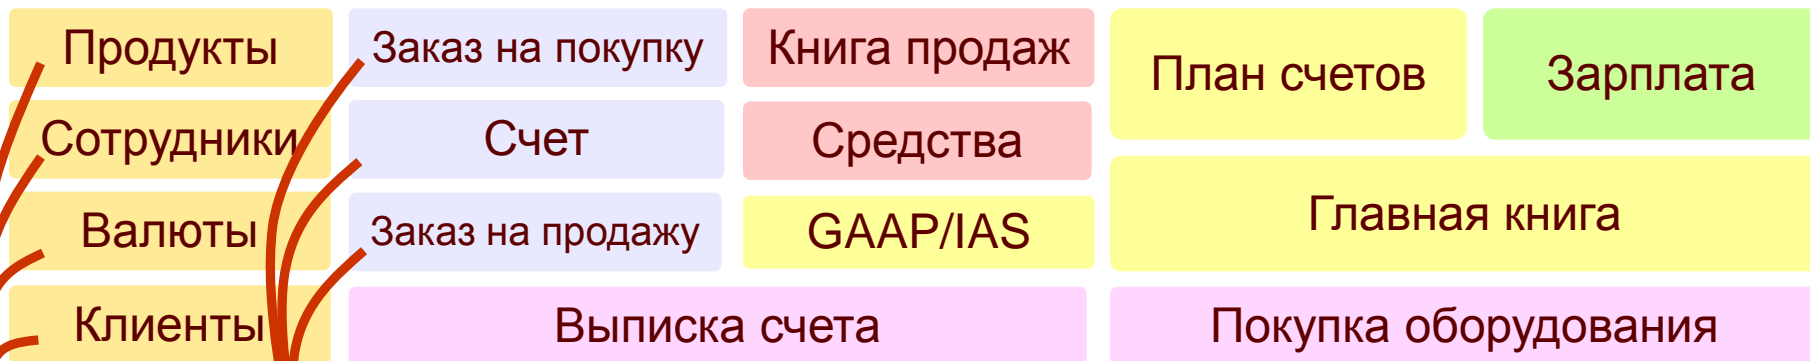 Продукты
Заказ на покупку
Книга продаж
План счетов
Зарплата
Сотрудники
Счет
Средства
Валюты
Заказ на продажу
GAAP/IAS
Главная книга
Клиенты
Выписка счета
Покупка оборудования